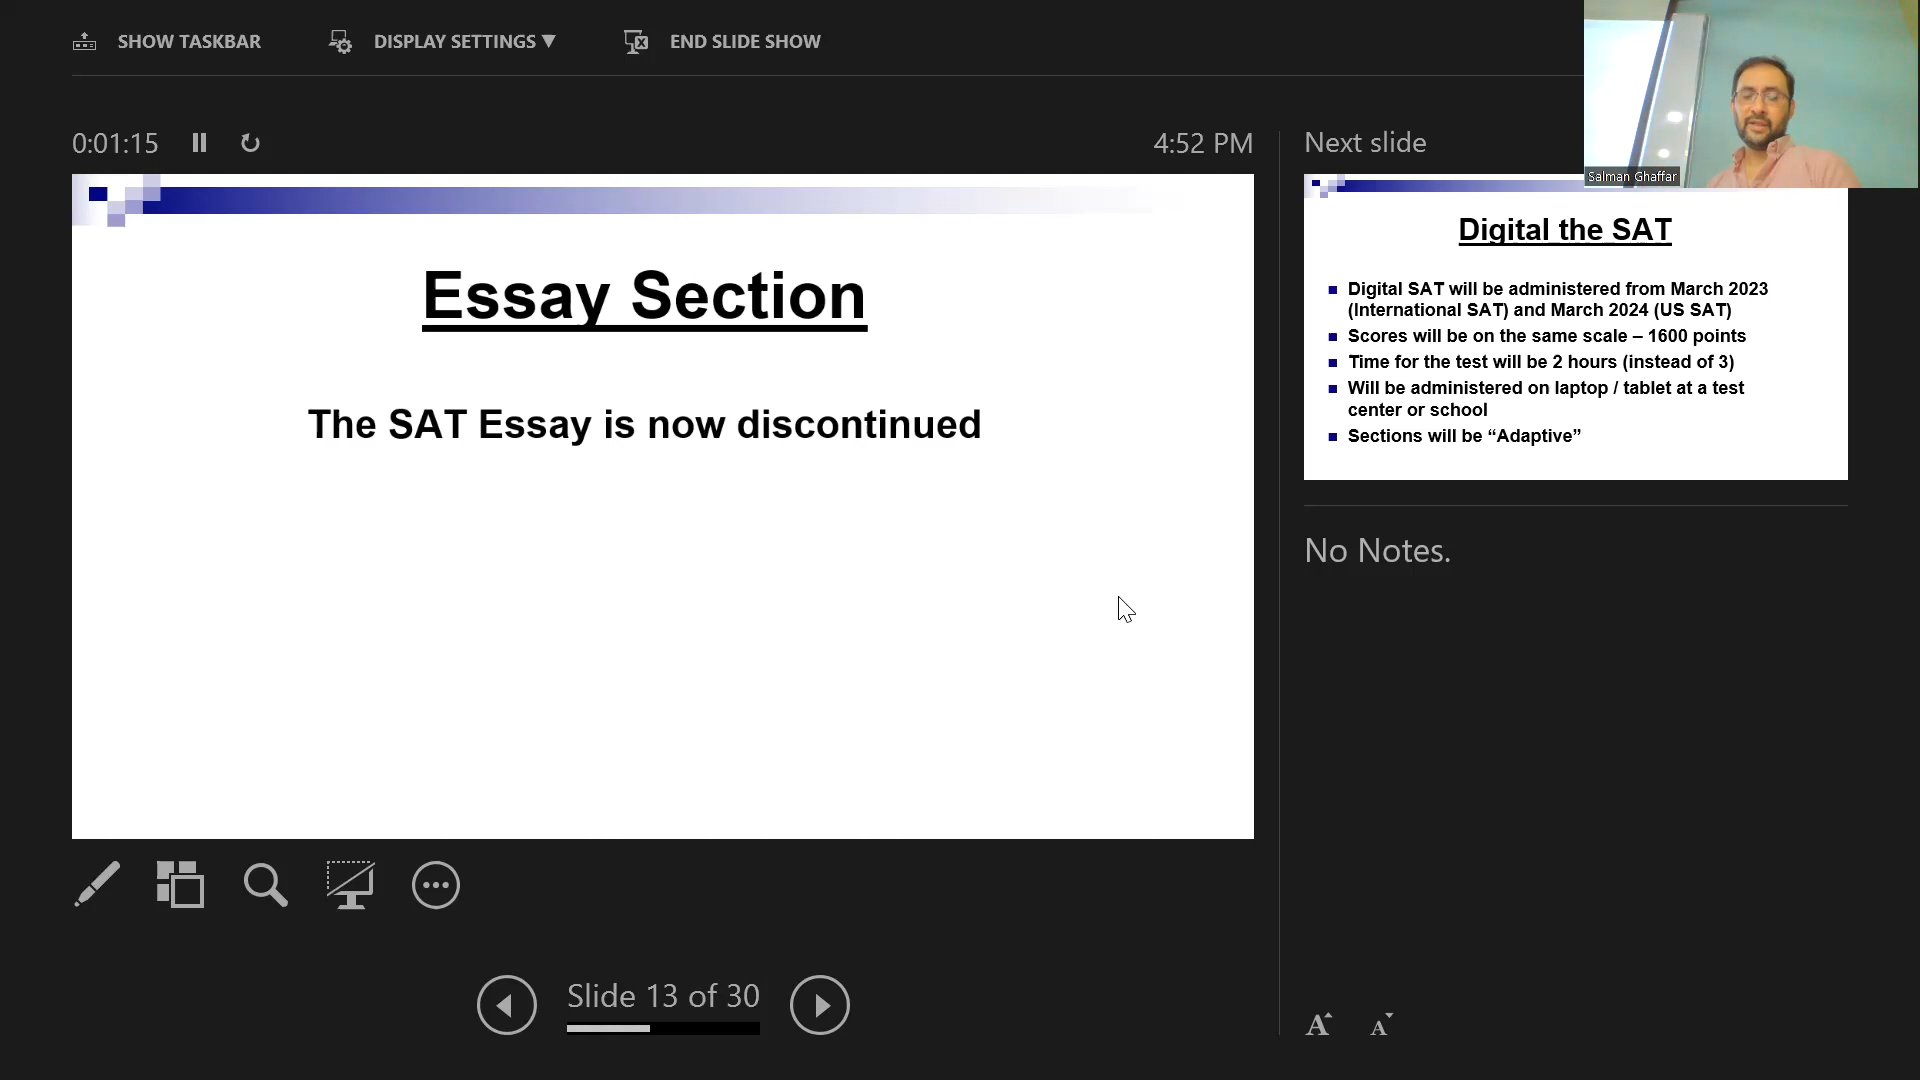 SHOW TASKBAR
DISPLAY SETTINGS ▼
END SLIDE SHOW
0:01:15
4:52 PM
Essay Section
The SAT Essay is now discontinued
Slide 13 of 30
Next slide
Salman Ghaffar
Digital the SAT
Digital SAT will be administered from March 2023
(International SAT) and March 2024 (US SAT)
Scores will be on the same scale – 1600 points
Time for the test will be 2 hours (instead of 3)
Will be administered on laptop / tablet at a test
center or school
Sections will be “Adaptive”
No Notes.
A A